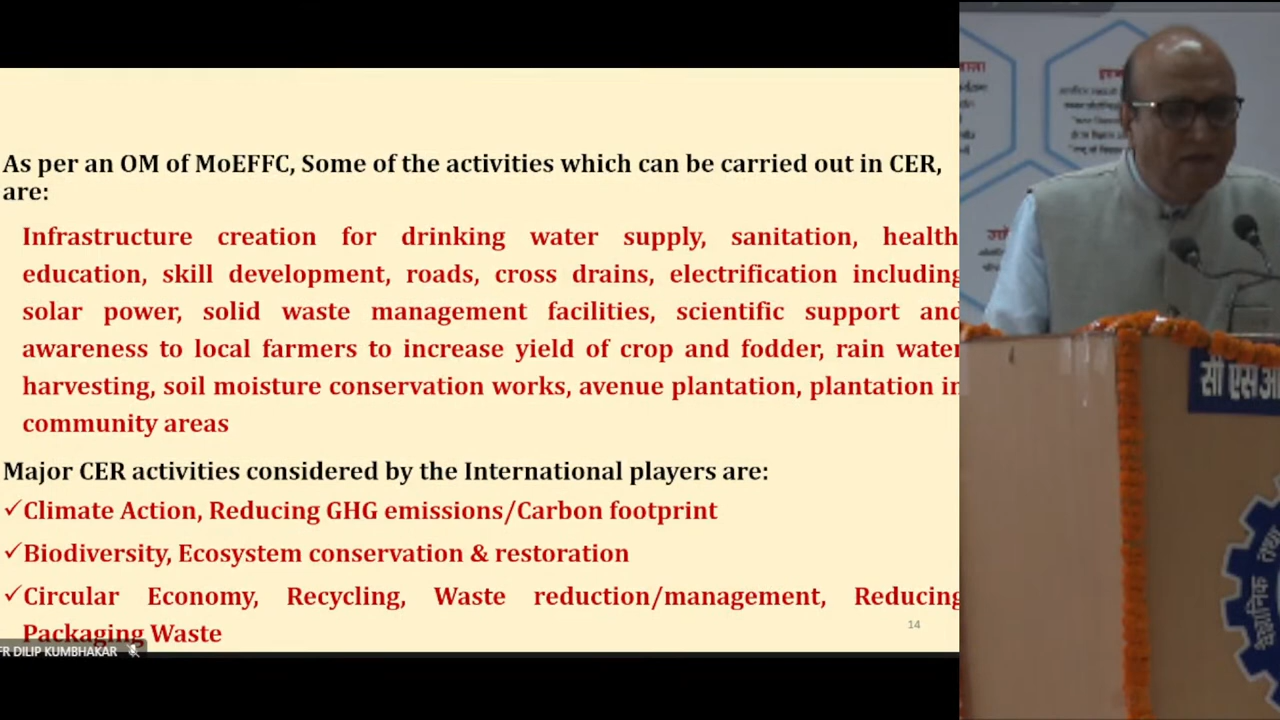 As per an OM of MoEFFC, Some of the activities which can be carried out in CER,
are:
Infrastructure creation for drinking water supply, sanitation, health
education, skill development, roads, cross drains, electrification including
solar power, solid waste management facilities, scientific support and
awareness to local farmers to increase yield of crop and fodder, rain water
harvesting, soil moisture conservation works, avenue plantation, plantation in
community areas
Major CER activities considered by the International players are:
✓Climate Action, Reducing GHG emissions/Carbon footprint
✓Biodiversity, Ecosystem conservation & restoration
✓Circular Economy, Recycling, Waste reduction/management, Reducing
Packaging Waste
14
FR DILIP KUMBHAKAR
सी एस आ